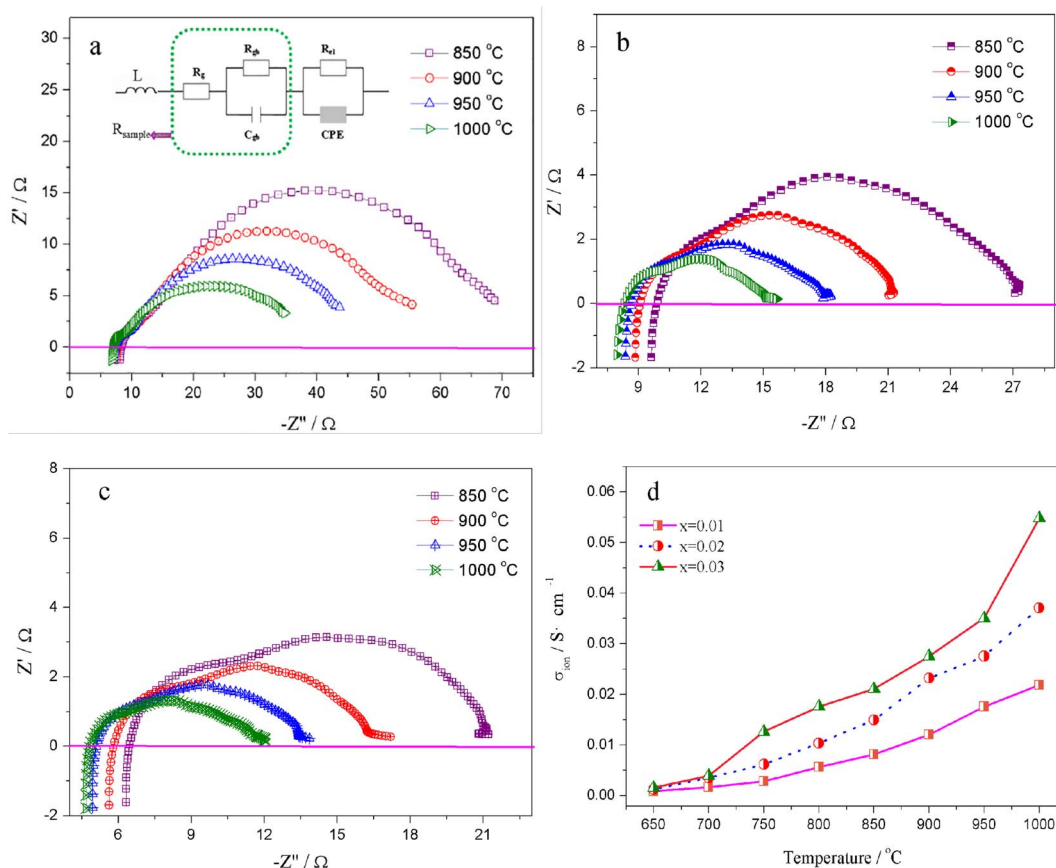 a
L
R_g
R_gb
C_gb
R_el
CPE
R_sample
850 °C
900 °C
950 °C
1000 °C
Z' / Ω
30
25
20
15
10
5
0
0 10 20 30 40 50 60 70
-Z'' / Ω
b
850 °C
900 °C
950 °C
1000 °C
Z' / Ω
8
6
4
2
0
-2
9 12 15 18 21 24 27
-Z'' / Ω
c
850 °C
900 °C
950 °C
1000 °C
Z' / Ω
8
6
4
2
0
-2
6 9 12 15 18 21
-Z'' / Ω
d
x=0.01
x=0.02
x=0.03
σ_ion / S· cm ⁻¹
0.06
0.05
0.04
0.03
0.02
0.01
0.00
650 700 750 800 850 900 950 1000
Temperature / °C